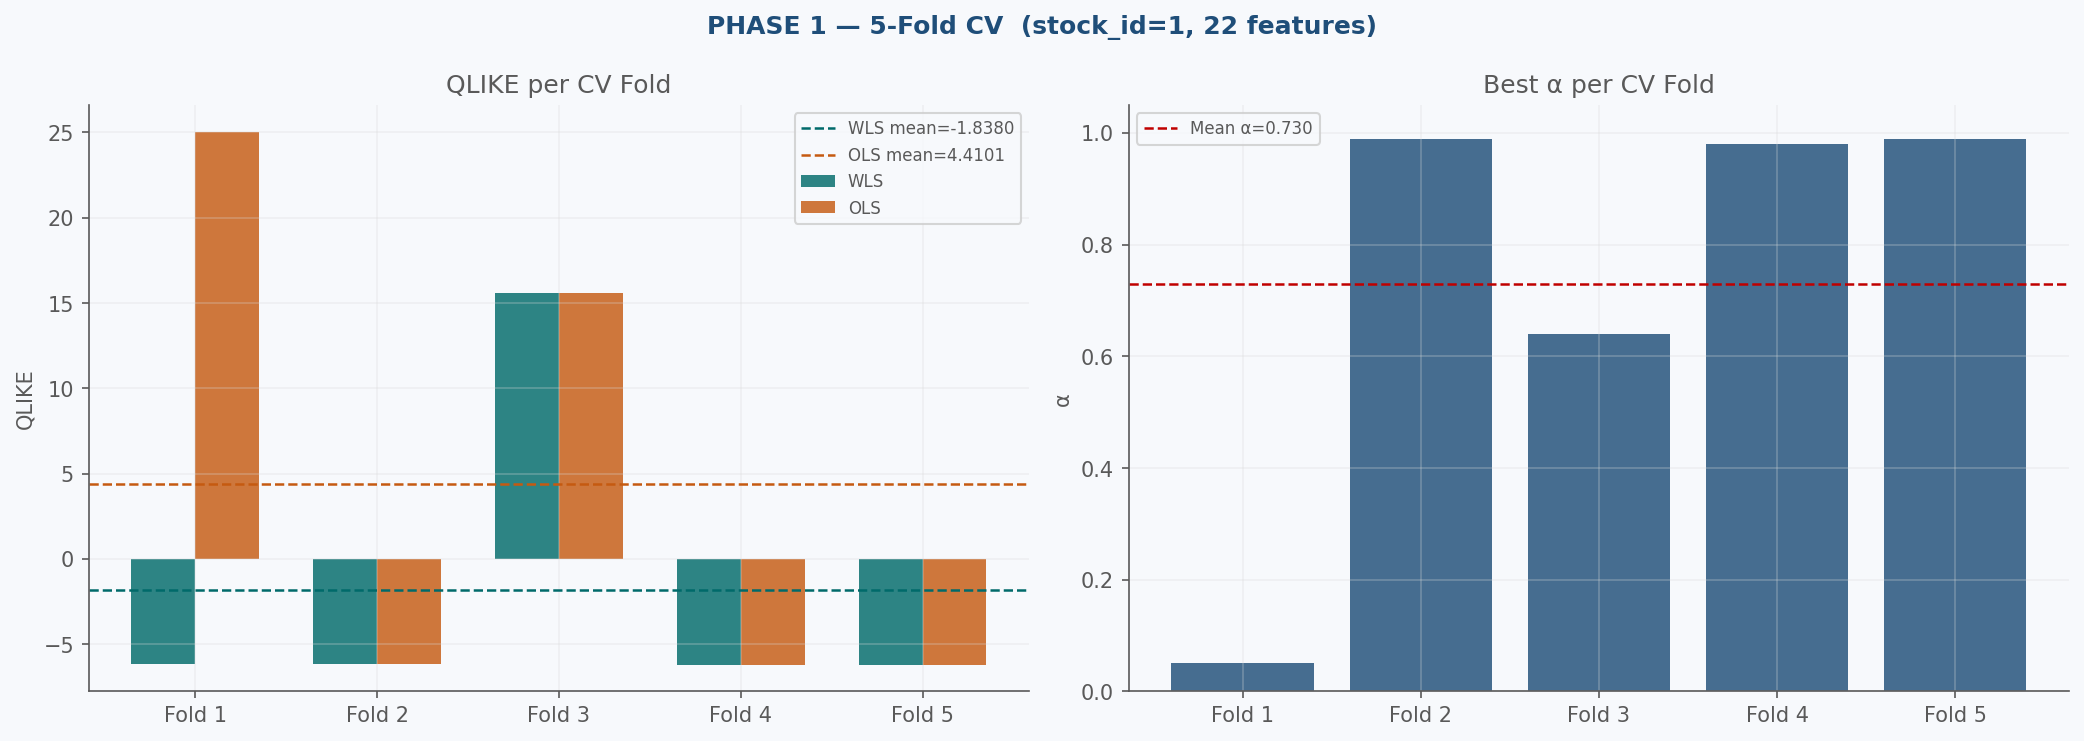 PHASE 1 — 5-Fold CV (stock_id=1, 22 features)
QLIKE per CV Fold
WLS mean=-1.8380
OLS mean=4.4101
WLS
OLS
QLIKE
25
20
15
10
5
0
−5
Fold 1
Fold 2
Fold 3
Fold 4
Fold 5
Best α per CV Fold
Mean α=0.730
α
1.0
0.8
0.6
0.4
0.2
0.0
Fold 1
Fold 2
Fold 3
Fold 4
Fold 5